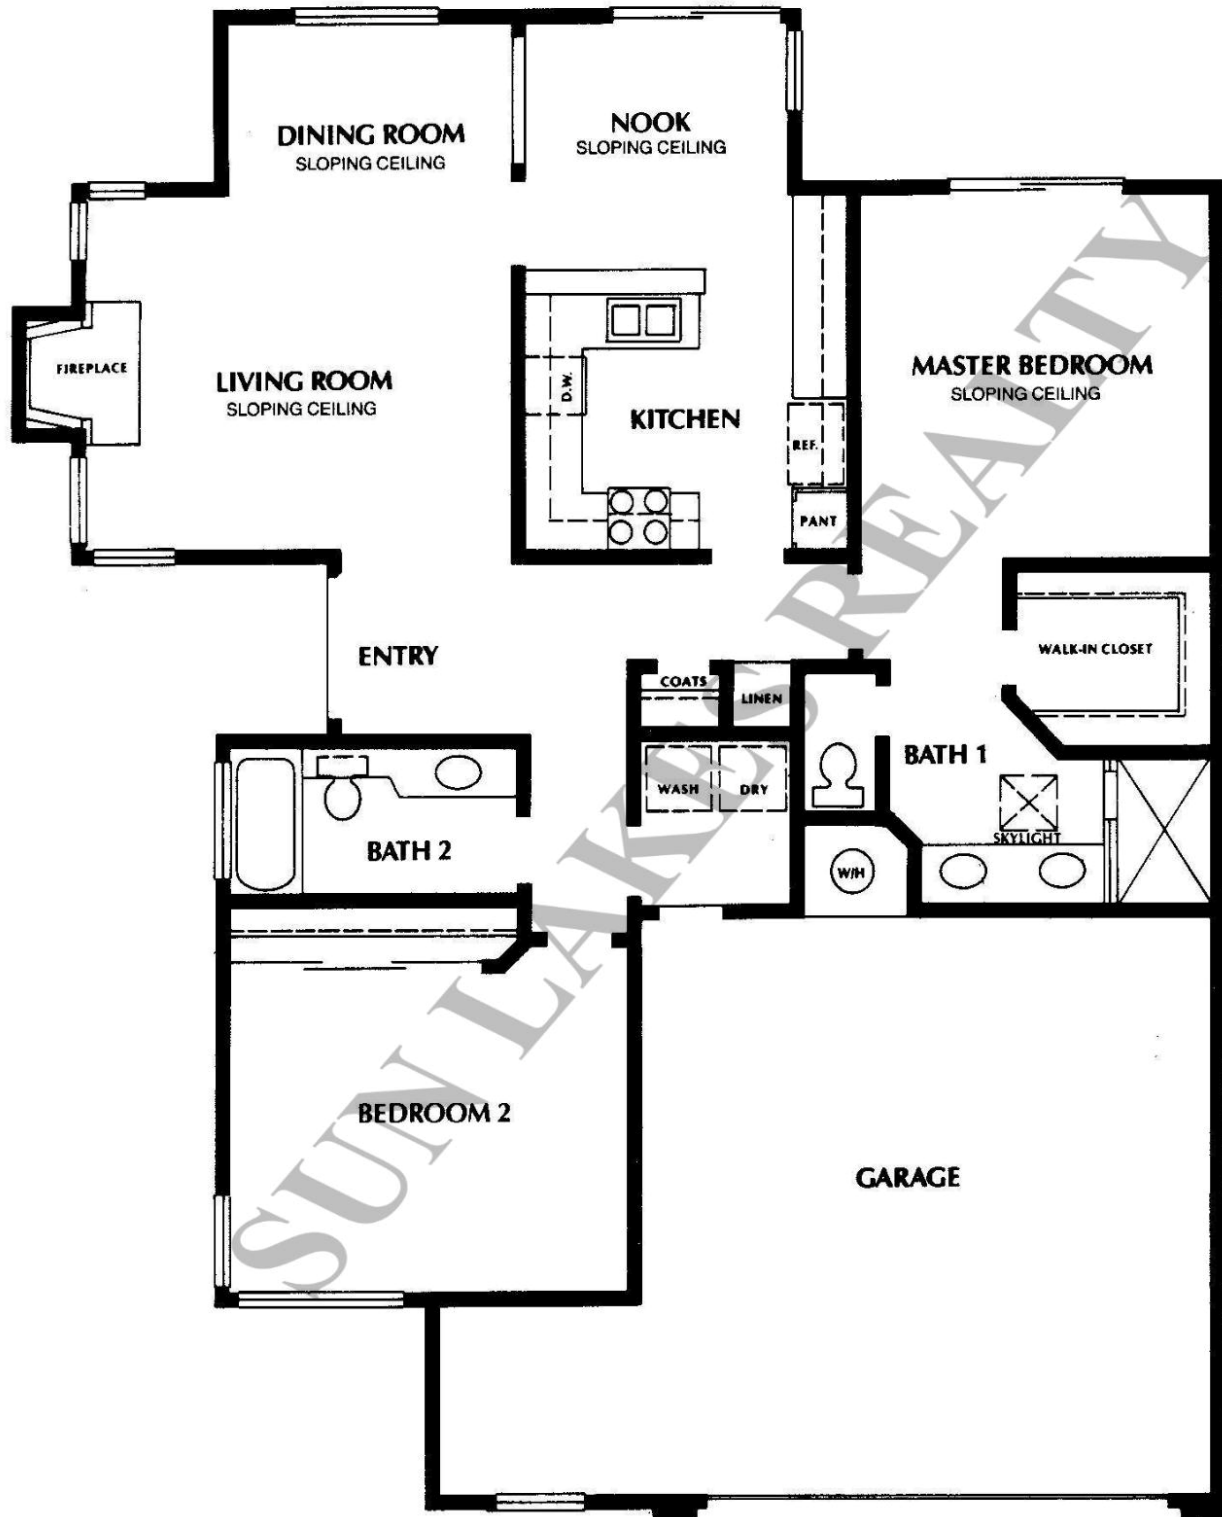 DINING ROOM
SLOPING CEILING
NOOK
SLOPING CEILING
FIREPLACE
LIVING ROOM
SLOPING CEILING
D.W.
KITCHEN
REF.
PANT
MASTER BEDROOM
SLOPING CEILING
ENTRY
COATS
LINEN
WALK-IN CLOSET
WASH
DRY
BATH 1
SKYLIGHT
BATH 2
W/H
BEDROOM 2
GARAGE
SUN LAKES REALTY